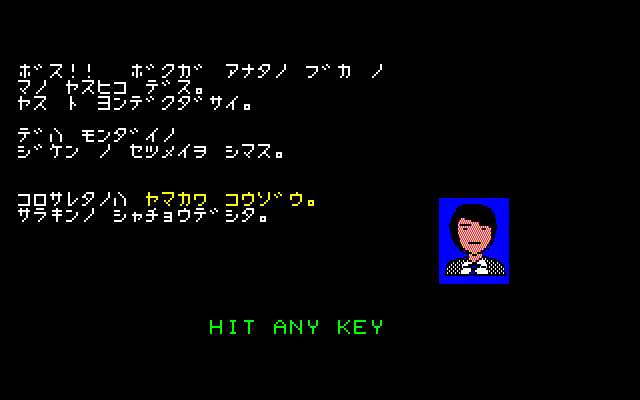 ボス!! ボクガ アナタノ ブカ ノ
マノ ヤスヒコ デス。
ヤス ト ヨンデクダサイ。
デハ モンダイノ
ジケン ノ セツメイヲ シマス。
コロサレタノハ ヤマカワ コウゾウ。
サラキンノ シャチョウデシタ。
HIT ANY KEY